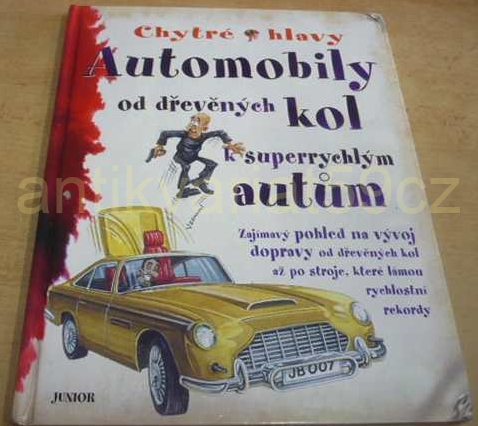 Chytré hlavy
Automobily
od dřevěných kol
k superrychlým
autům
Zajímavý pohled na vývoj
dopravy od dřevěných kol
až po stroje, které lámou
rychlostní
rekordy
JB 007
JUNIOR